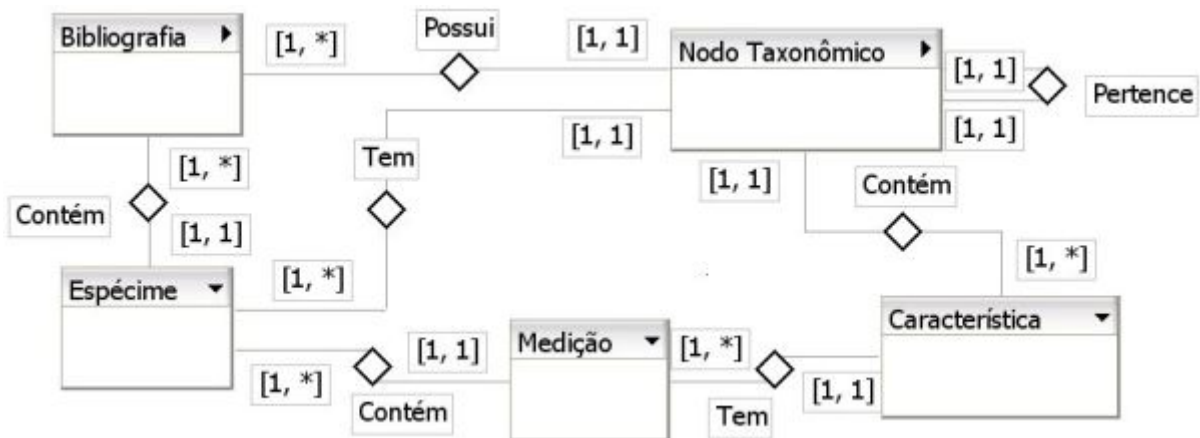 Bibliografia
[1, *]
Possui
[1, 1]
Nodo Taxonômico
[1, 1]
Pertence
[1, 1]
[1, *]
Tem
[1, 1]
[1, 1]
Contém
Contém
[1, 1]
Espécime
[1, *]
[1, *]
Característica
[1, *]
[1, 1]
Medição
[1, *]
Contém
Tem
[1, 1]